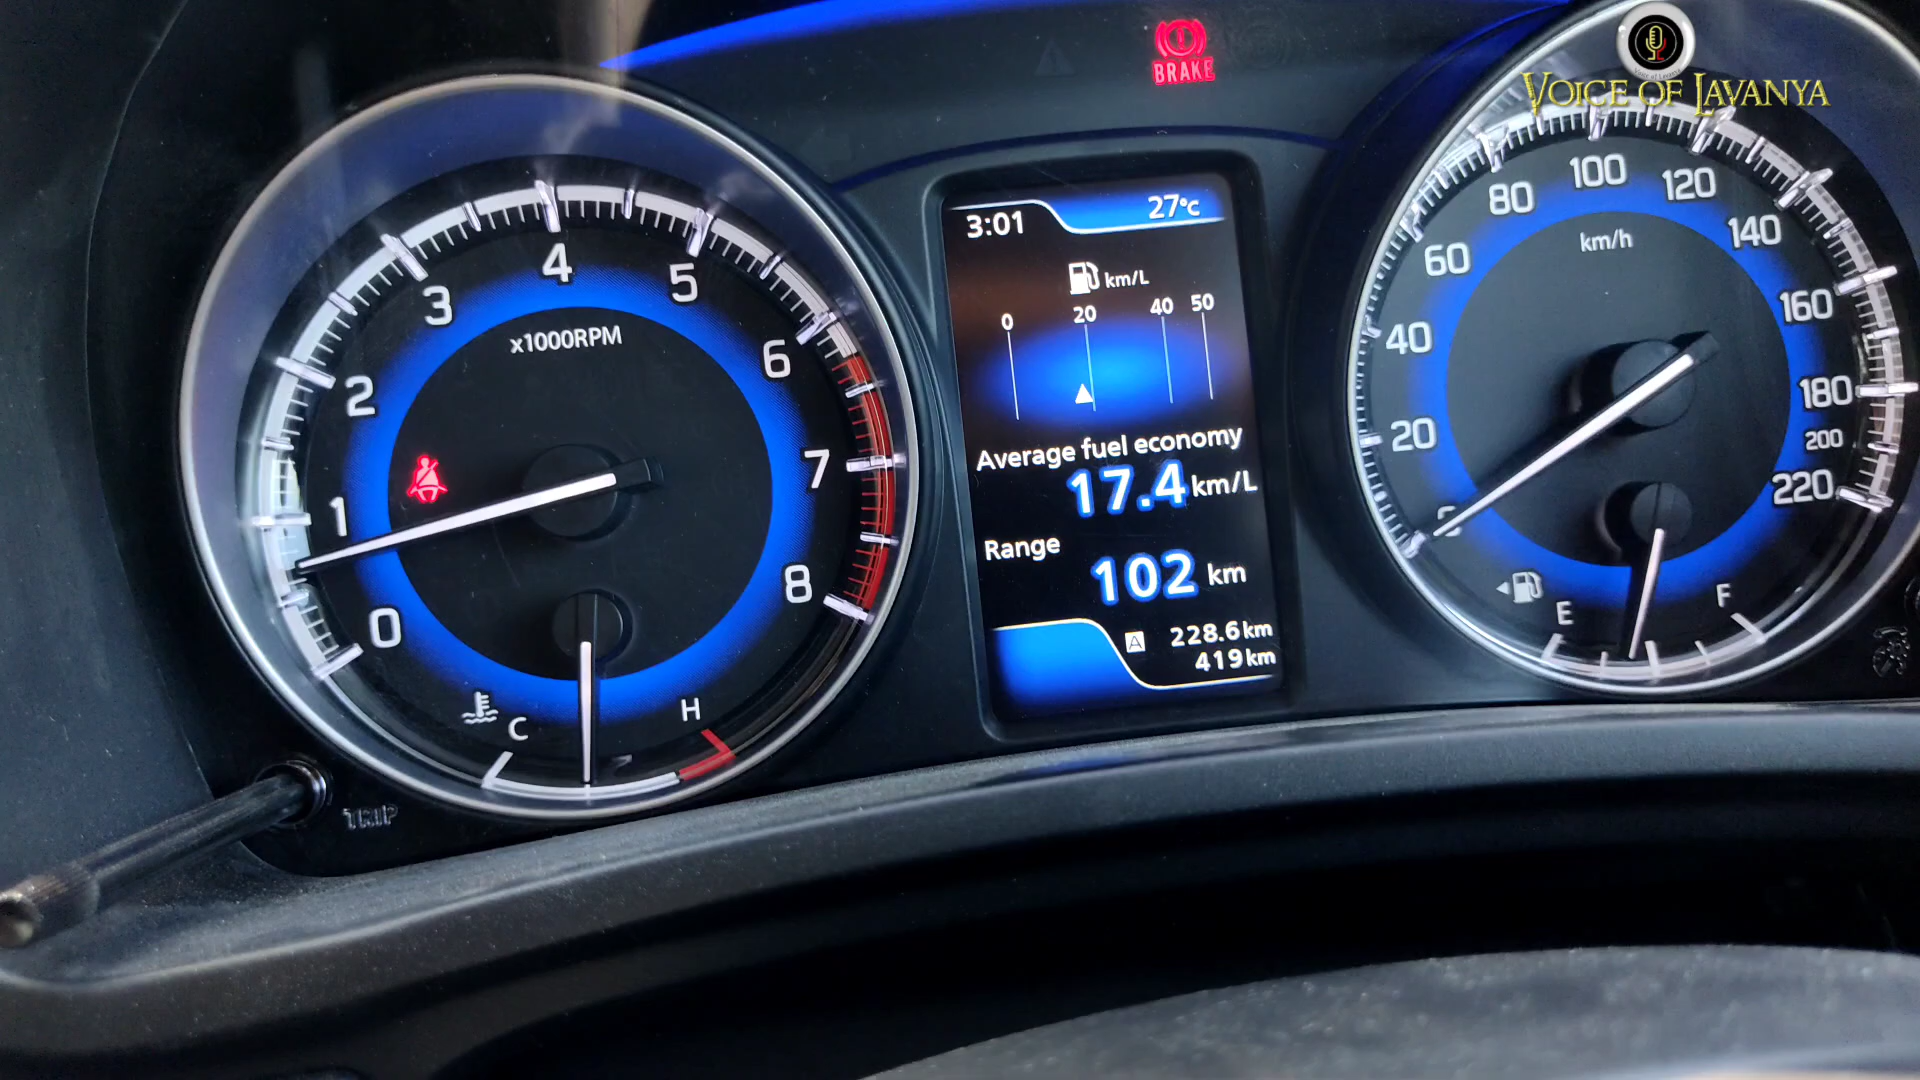 BRAKE
VOICE OF LAVANYA
0
1
2
3
4
5
6
7
8
x1000RPM
C
H
TRIP
3:01
27°C
km/L
0 20 40 50
Average fuel economy
17.4 km/L
Range
102 km
A 228.6km
419km
20
40
60
80
100
120
140
160
180
200
220
km/h
E
F